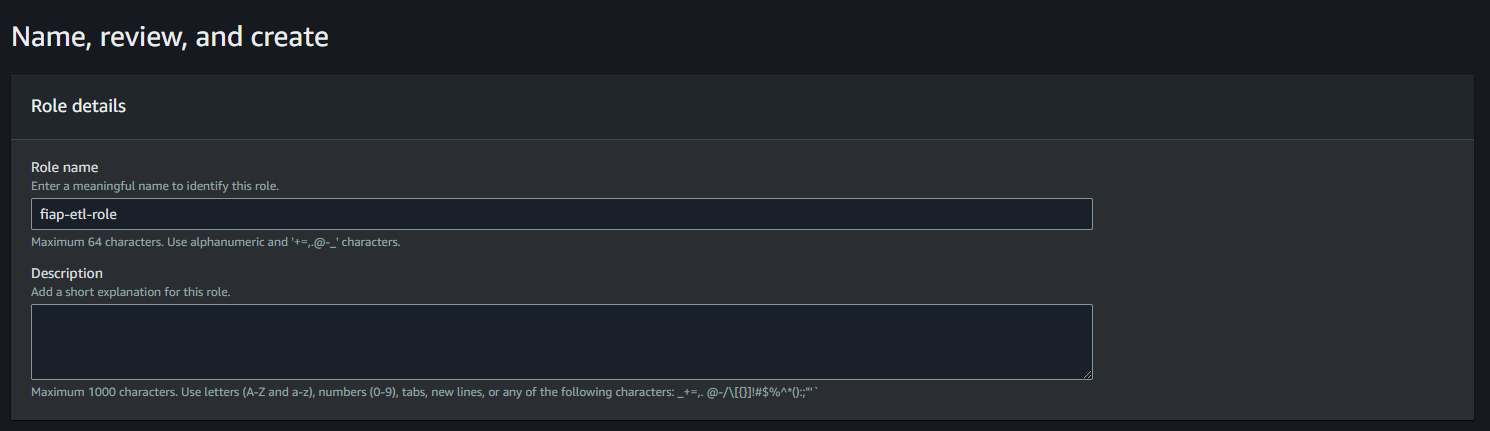 Name, review, and create
Role details
Role name
Enter a meaningful name to identify this role.
fiap-etl-role
Maximum 64 characters. Use alphanumeric and '+=,.@-_' characters.
Description
Add a short explanation for this role.
Maximum 1000 characters. Use letters (A-Z and a-z), numbers (0-9), tabs, new lines, or any of the following characters: _+=,. @-/\[{}]!#$%^*();:"'`